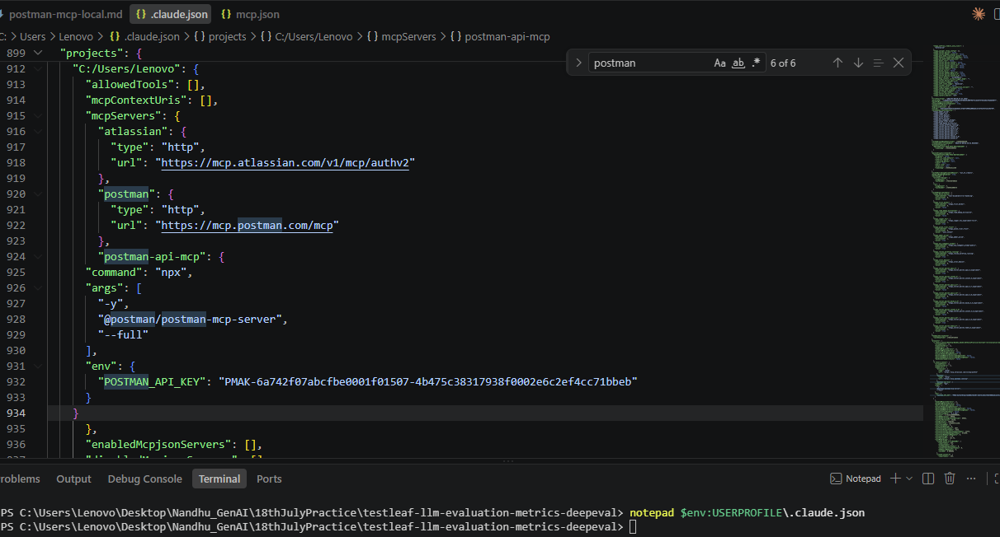 postman-mcp-local.md {} .claude.json {} mcp.json
C: > Users > Lenovo > {} .claude.json > {} projects > {} C:/Users/Lenovo > {} mcpServers > {} postman-api-mcp
postman Aa ab .* 6 of 6
899 "projects": {
912 "C:/Users/Lenovo": {
913 "allowedTools": [],
914 "mcpContextUris": [],
915 "mcpServers": {
916 "atlassian": {
917 "type": "http",
918 "url": "https://mcp.atlassian.com/v1/mcp/authv2"
919 },
920 "postman": {
921 "type": "http",
922 "url": "https://mcp.postman.com/mcp"
923 },
924 "postman-api-mcp": {
925 "command": "npx",
926 "args": [
927 "-y",
928 "@postman/postman-mcp-server",
929 "--full"
930 ],
931 "env": {
932 "POSTMAN_API_KEY": "PMAK-6a742f07abcfbe0001f01507-4b475c38317938f0002e6c2ef4cc71bbeb"
933 }
934 }
935 },
936 "enabledMcpjsonServers": [],
roblems Output Debug Console Terminal Ports Notepad
PS C:\Users\Lenovo\Desktop\Nandhu_GenAI\18thJulyPractice\testleaf-llm-evaluation-metrics-deepeval> notepad $env:USERPROFILE\.claude.json
PS C:\Users\Lenovo\Desktop\Nandhu_GenAI\18thJulyPractice\testleaf-llm-evaluation-metrics-deepeval>